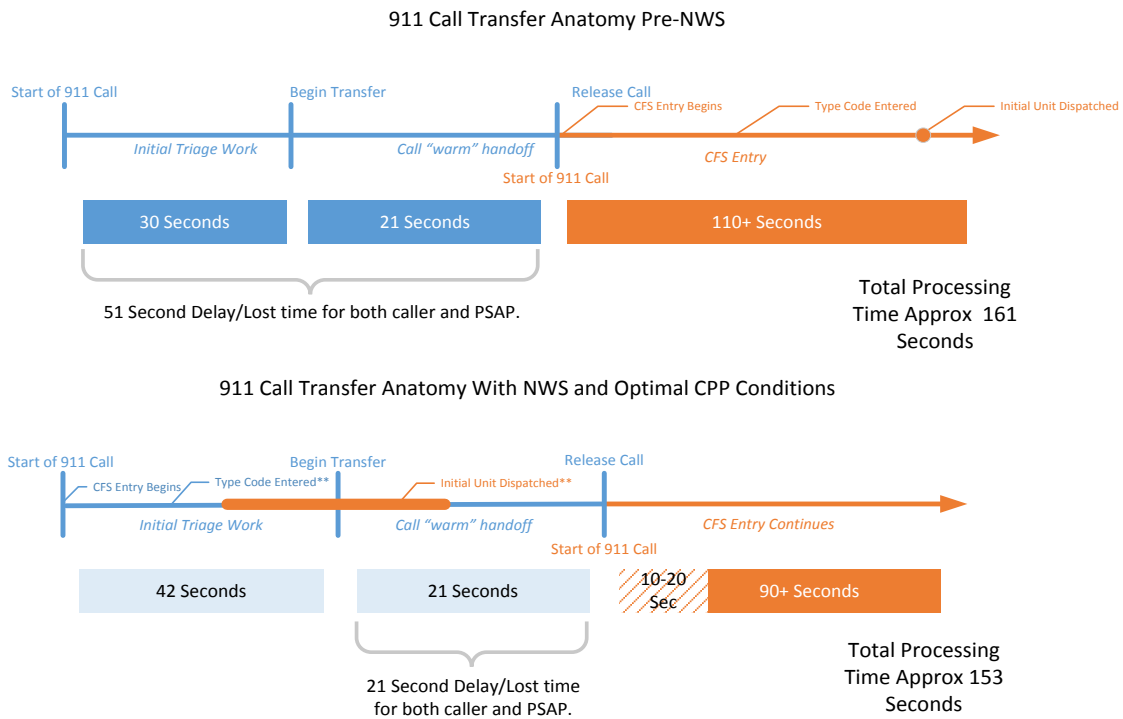 911 Call Transfer Anatomy Pre-NWS
Start of 911 Call
Begin Transfer
Release Call
CFS Entry Begins
Type Code Entered
Initial Unit Dispatched
Initial Triage Work
Call "warm" handoff
CFS Entry
Start of 911 Call
30 Seconds
21 Seconds
110+ Seconds
51 Second Delay/Lost time for both caller and PSAP.
Total Processing
Time Approx 161
Seconds
911 Call Transfer Anatomy With NWS and Optimal CPP Conditions
Start of 911 Call
Begin Transfer
Release Call
CFS Entry Begins
Type Code Entered**
Initial Unit Dispatched**
Initial Triage Work
Call "warm" handoff
CFS Entry Continues
Start of 911 Call
42 Seconds
21 Seconds
10-20
Sec
90+ Seconds
21 Second Delay/Lost time
for both caller and PSAP.
Total Processing
Time Approx 153
Seconds